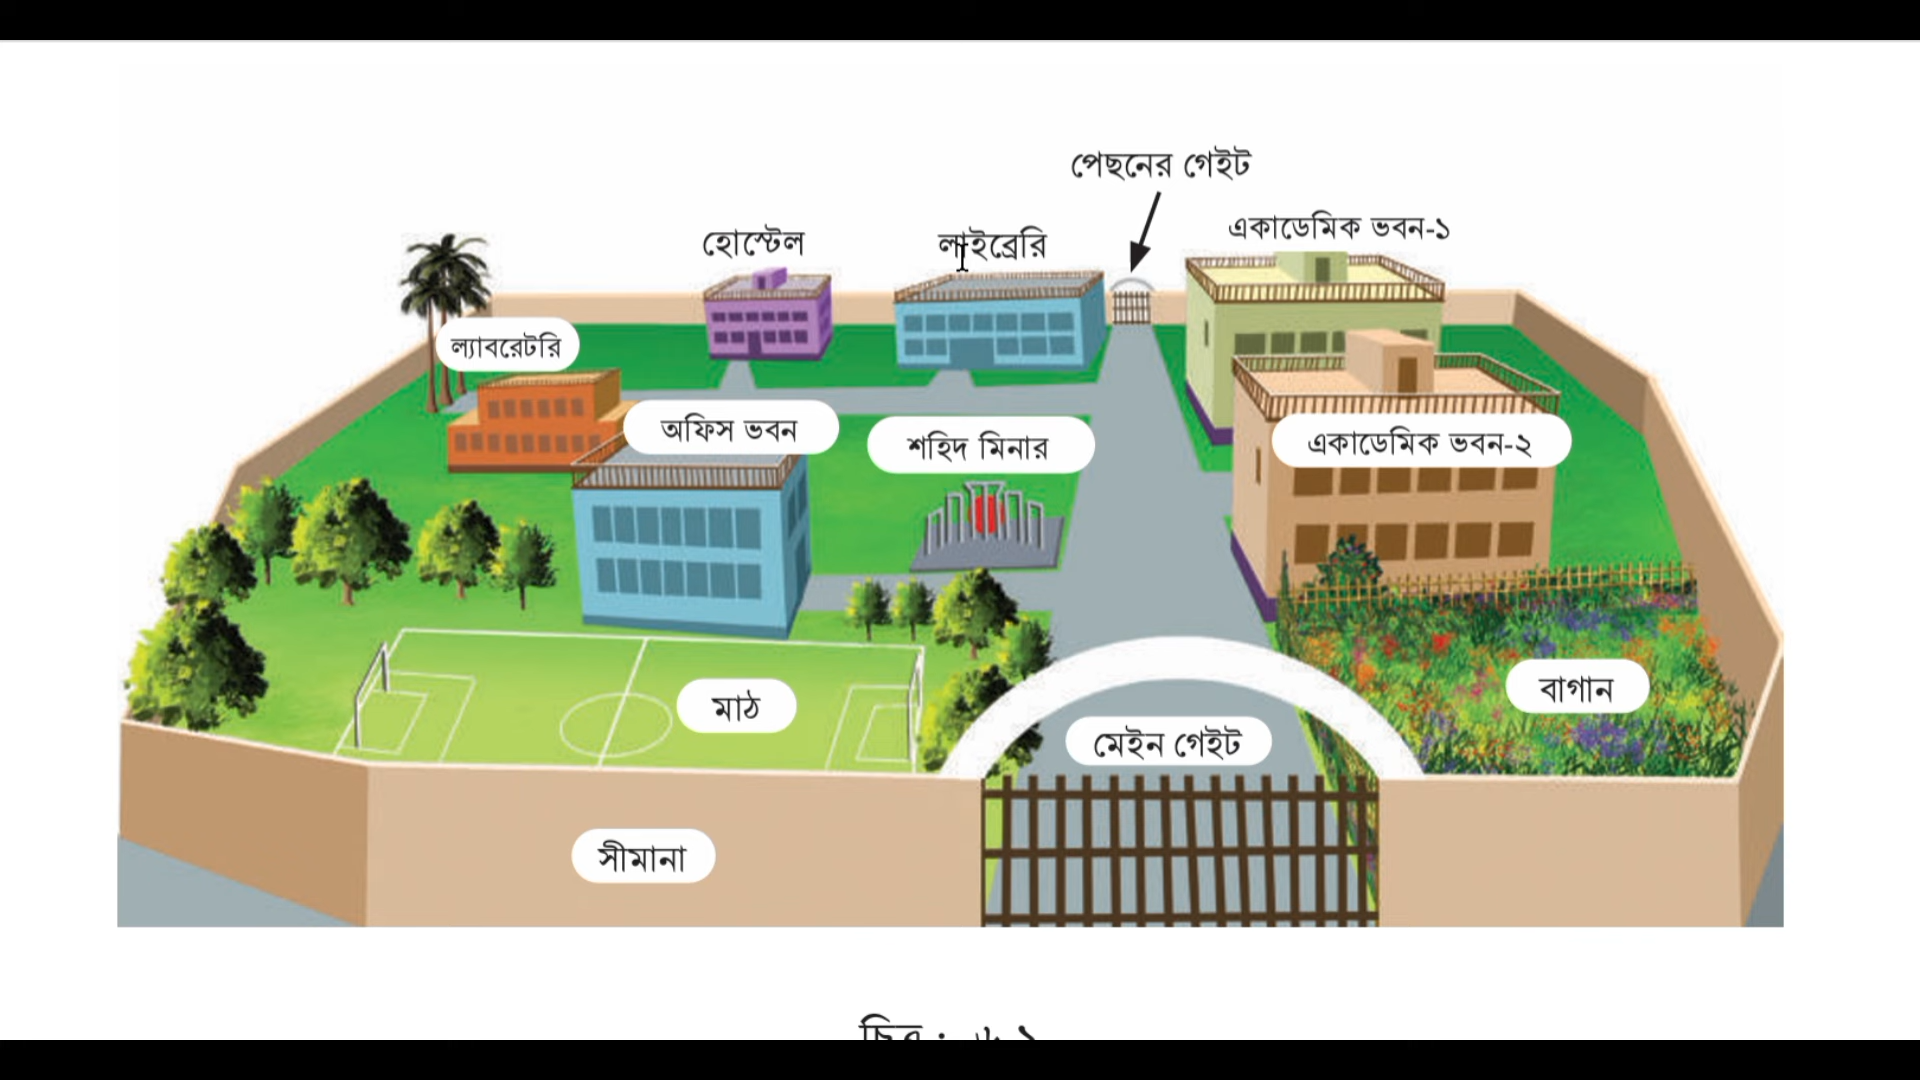 পেছনের গেইট
একাডেমিক ভবন-১
হোস্টেল
লাইব্রেরি
ল্যাবরেটরি
অফিস ভবন
শহিদ মিনার
একাডেমিক ভবন-২
বাগান
মাঠ
মেইন গেইট
সীমানা
চিত্র :